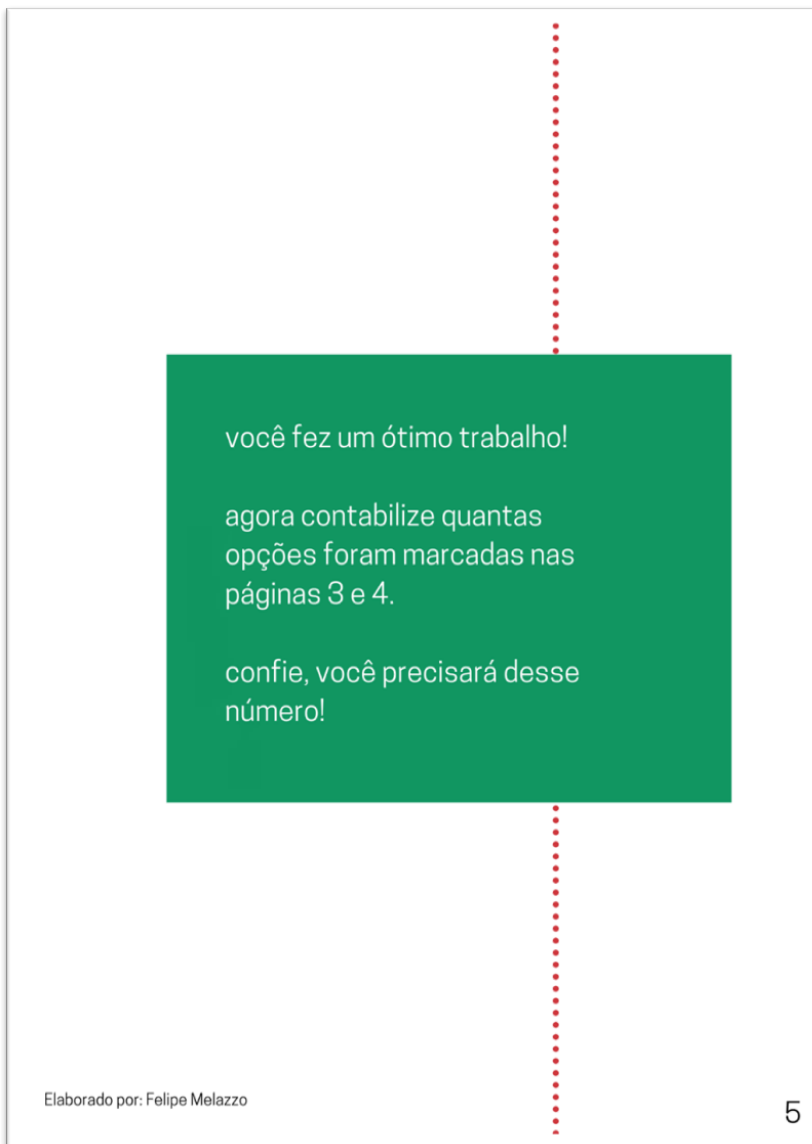 você fez um ótimo trabalho!
agora contabilize quantas
opções foram marcadas nas
páginas 3 e 4.
confie, você precisará desse
número!
Elaborado por: Felipe Melazzo
5